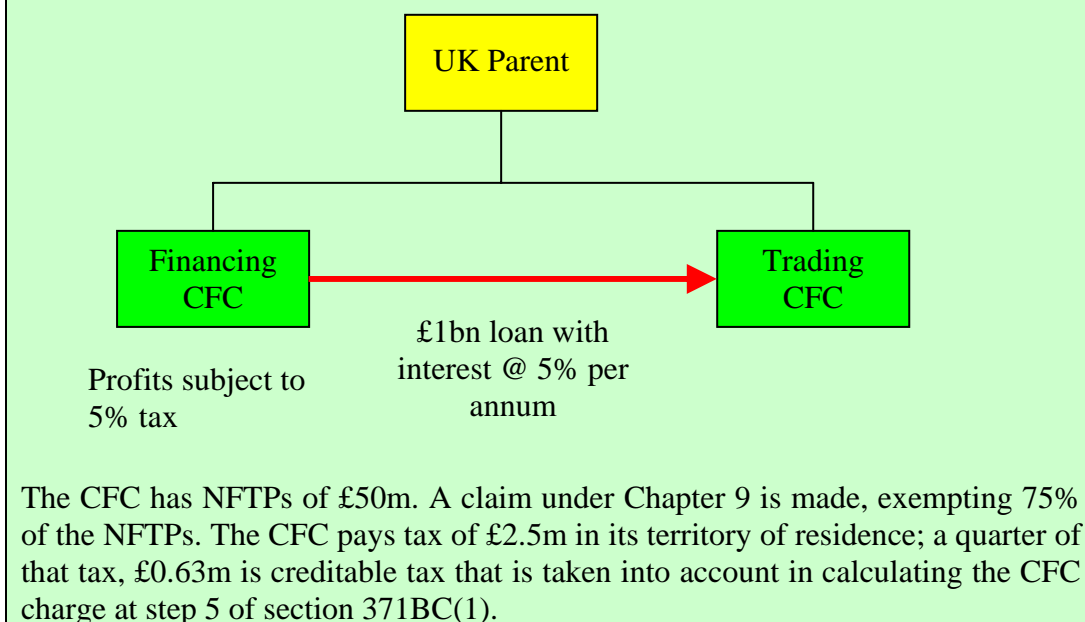 UK Parent
Financing
CFC
Trading
CFC
£1bn loan with
interest @ 5% per
annum
Profits subject to
5% tax
The CFC has NFTPs of £50m. A claim under Chapter 9 is made, exempting 75%
of the NFTPs. The CFC pays tax of £2.5m in its territory of residence; a quarter of
that tax, £0.63m is creditable tax that is taken into account in calculating the CFC
charge at step 5 of section 371BC(1).